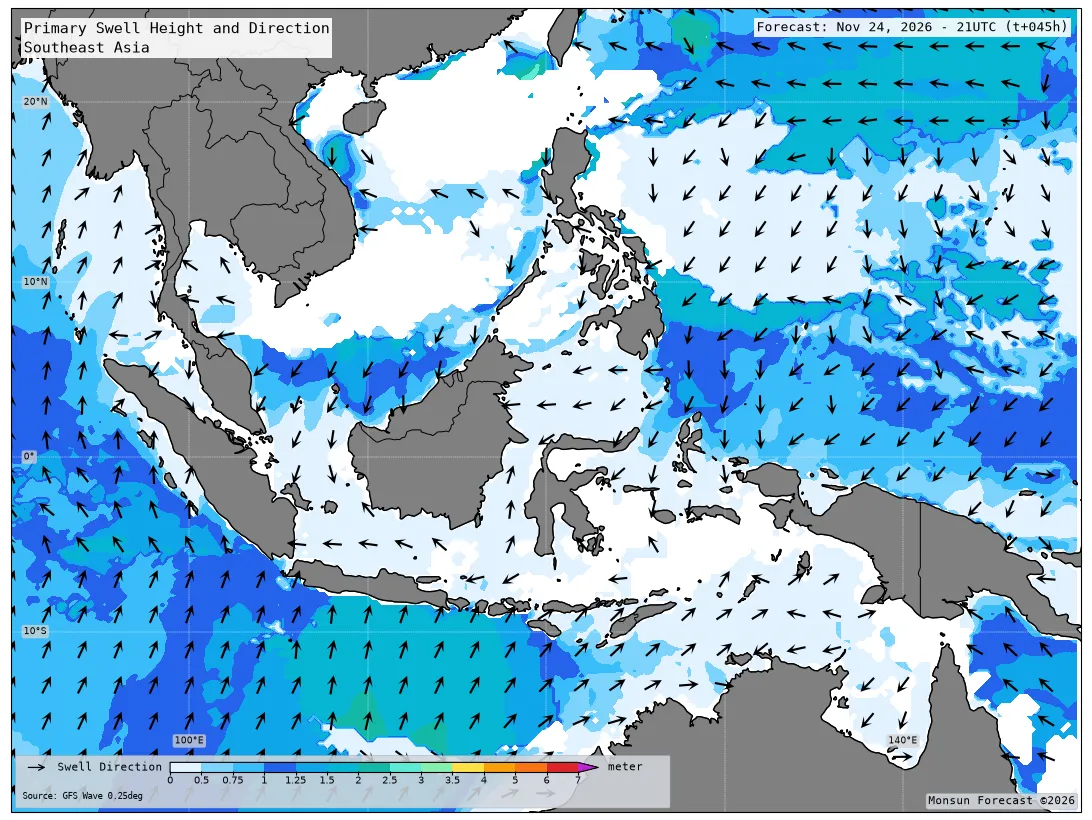 Primary Swell Height and Direction
Southeast Asia
Forecast: Nov 24, 2026 - 21UTC (t+045h)
20°N
10°N
0°
10°S
100°E
140°E
Swell Direction
0 0.5 0.75 1 1.25 1.5 2 2.5 3.5 4 5 6 7
meter
Source: GFS Wave 0.25deg
Monsun Forecast ©2026